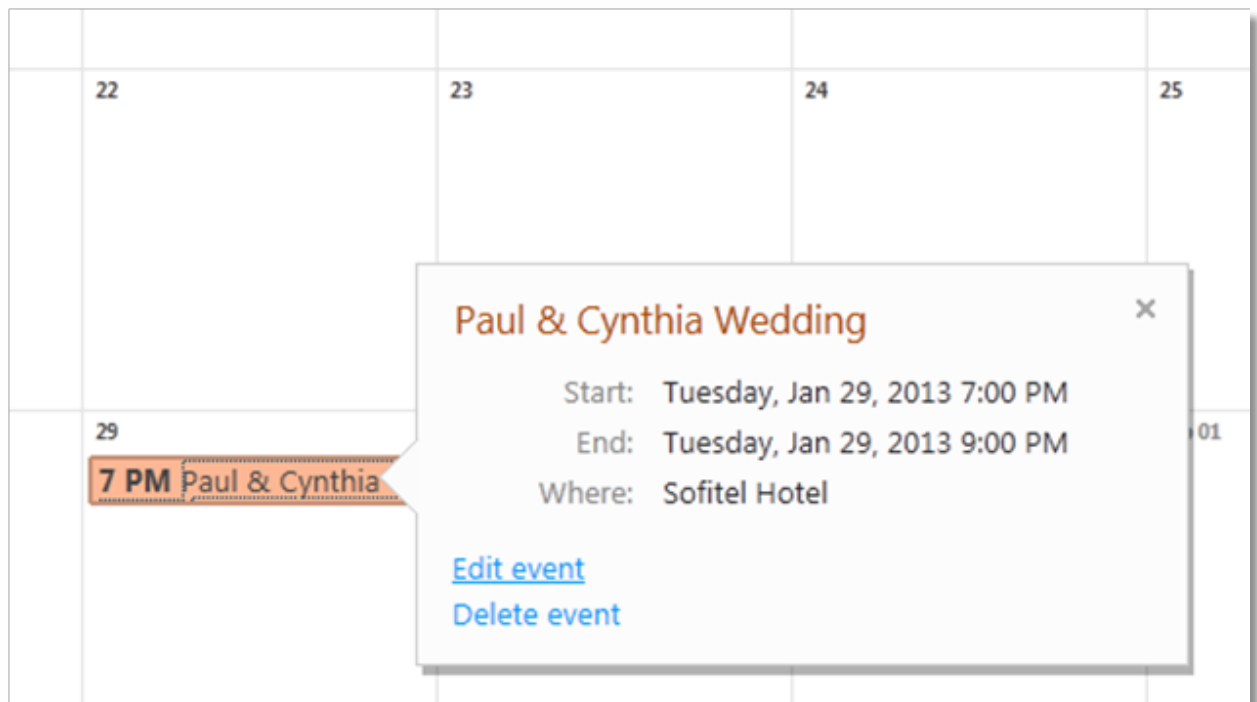 22 23 24 25
29 01
7 PM Paul & Cynthia
Paul & Cynthia Wedding ×
Start: Tuesday, Jan 29, 2013 7:00 PM
End: Tuesday, Jan 29, 2013 9:00 PM
Where: Sofitel Hotel
Edit event
Delete event